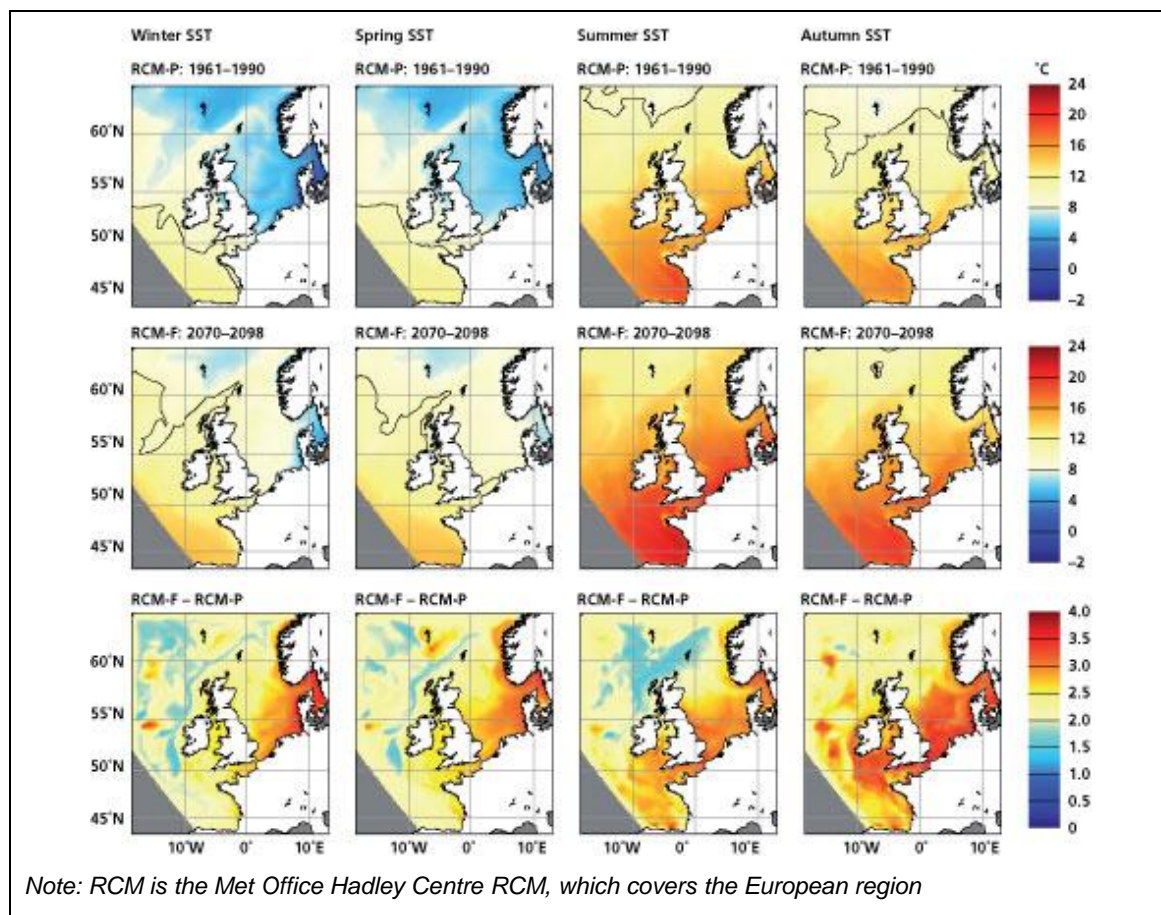 Winter SST Spring SST Summer SST Autumn SST
RCM-P: 1961–1990 RCM-P: 1961–1990 RCM-P: 1961–1990 RCM-P: 1961–1990 ˚C
60˚N
55˚N
50˚N
45˚N
24
20
16
12
8
4
0
–2
RCM-F: 2070–2098 RCM-F: 2070–2098 RCM-F: 2070–2098 RCM-F: 2070–2098
60˚N
55˚N
50˚N
45˚N
24
20
16
12
8
4
0
–2
RCM-F – RCM-P RCM-F – RCM-P RCM-F – RCM-P RCM-F – RCM-P
60˚N
55˚N
50˚N
45˚N
4.0
3.5
3.0
2.5
2.0
1.5
1.0
0.5
0
10˚W 0˚ 10˚E 10˚W 0˚ 10˚E 10˚W 0˚ 10˚E 10˚W 0˚ 10˚E
Note: RCM is the Met Office Hadley Centre RCM, which covers the European region